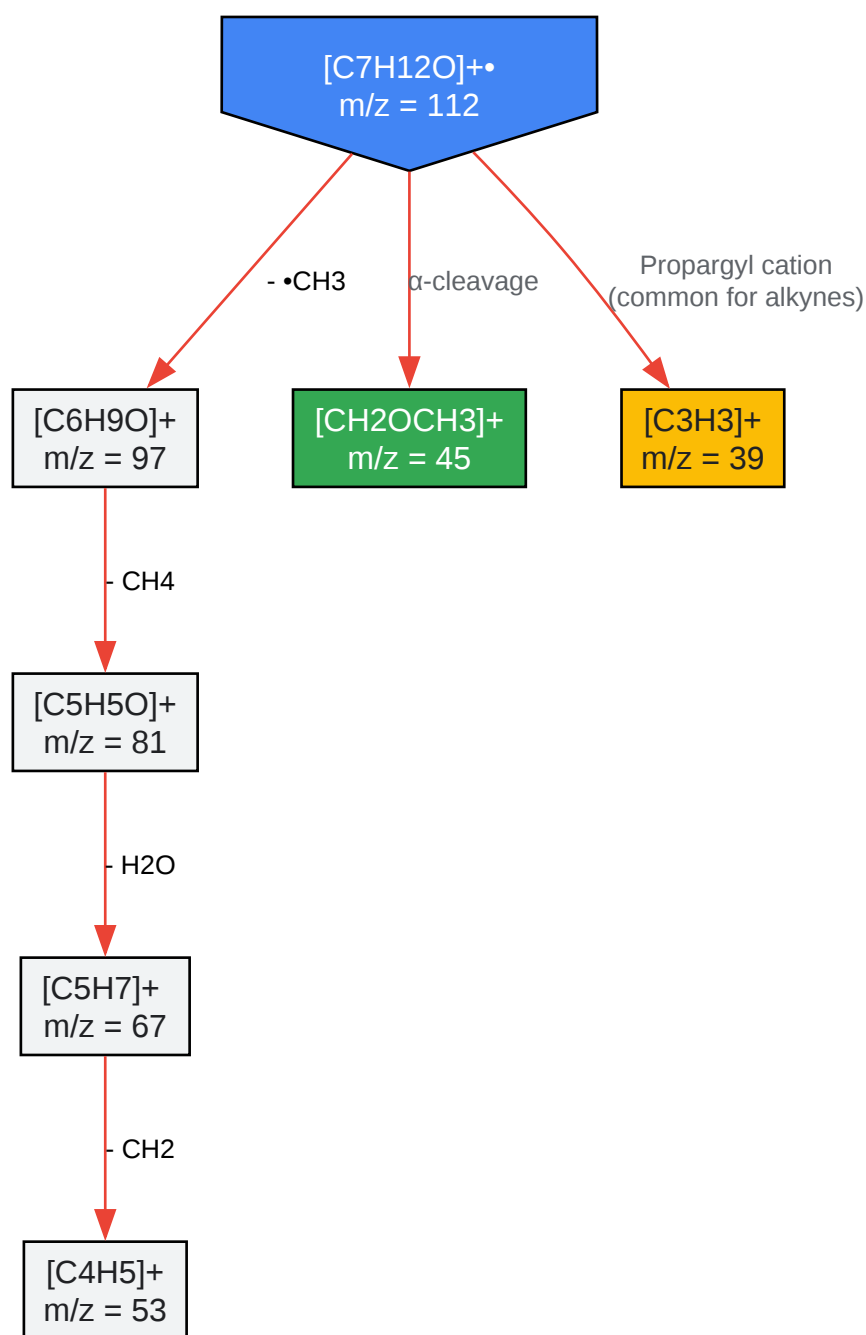 [C7H12O]+•
m/z = 112
- •CH3
α-cleavage
Propargyl cation
(common for alkynes)
[C6H9O]+
m/z = 97
[CH2OCH3]+
m/z = 45
[C3H3]+
m/z = 39
- CH4
[C5H5O]+
m/z = 81
- H2O
[C5H7]+
m/z = 67
- CH2
[C4H5]+
m/z = 53